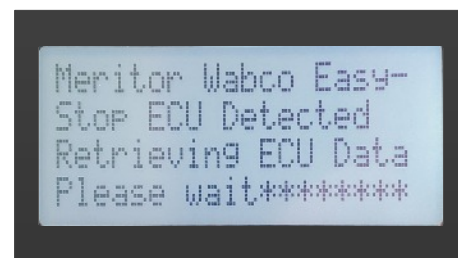 Meritor Wabco Easy-
Stop ECU Detected
Retrieving ECU Data
Please wait********